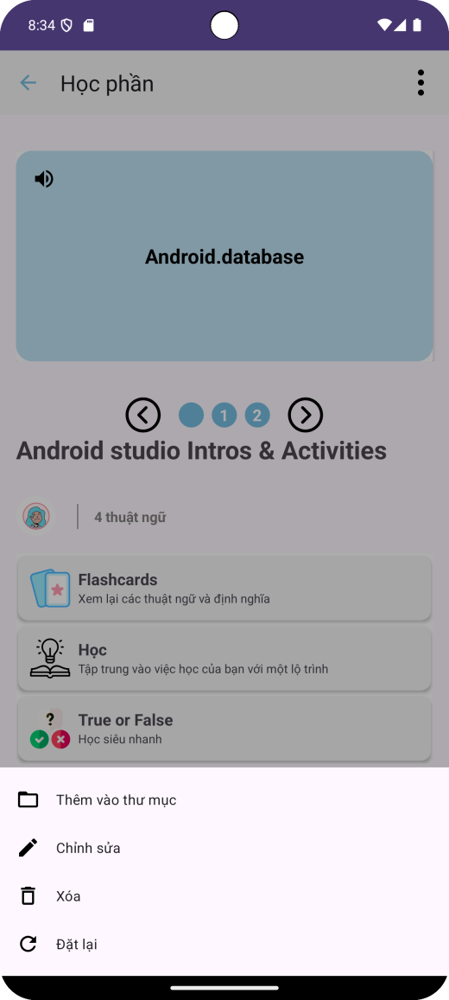 8:34
Học phần
Android.database
1 2
Android studio Intros & Activities
4 thuật ngữ
Flashcards
Xem lại các thuật ngữ và định nghĩa
Học
Tập trung vào việc học của bạn với một lộ trình
?
True or False
Học siêu nhanh
Thêm vào thư mục
Chỉnh sửa
Xóa
Đặt lại